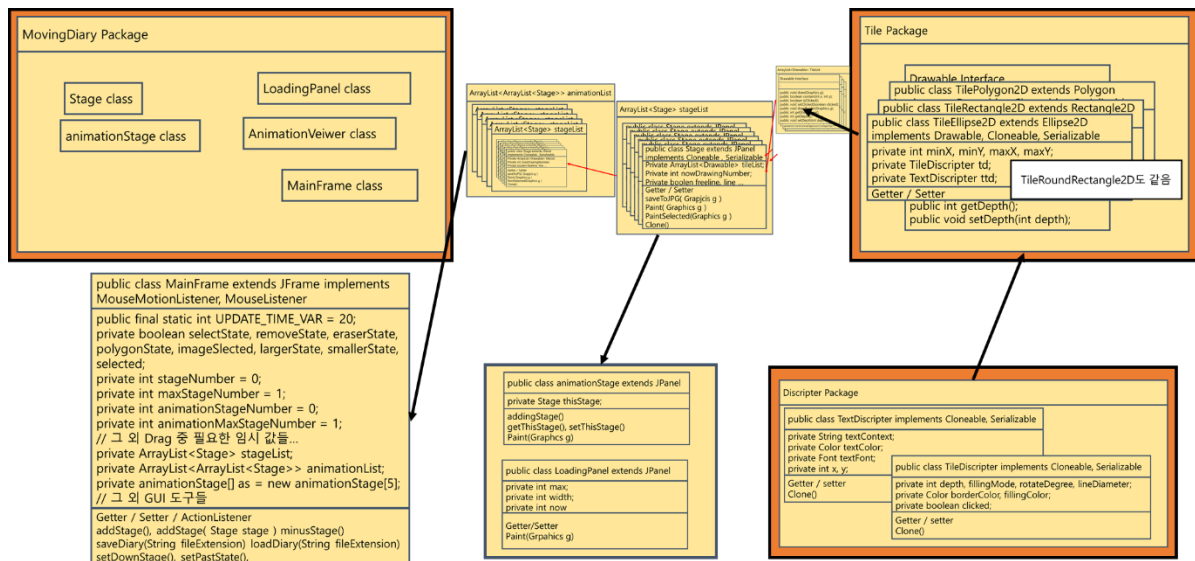 MovingDiary Package
Stage class
animationStage class
LoadingPanel class
AnimationVeiwer class
MainFrame class
public class MainFrame extends JFrame implements
MouseMotionListener, MouseListener
public final static int UPDATE_TIME_VAR = 20;
private boolean selectState, removeState, eraserState,
polygonState, imageSlected, largerState, smallerState,
selected;
private int stageNumber = 0;
private int maxStageNumber = 1;
private int animationStageNumber = 0;
private int animationMaxStageNumber = 1;
// 그 외 Drag 중 필요한 임시 값들...
private ArrayList<Stage> stageList;
private ArrayList<ArrayList<Stage>> animationList;
private animationStage[] as = new animationStage[5];
// 그 외 GUI 도구들
Getter / Setter / ActionListener
addStage(), addStage( Stage stage ) minusStage()
saveDiary(String fileExtension) loadDiary(String fileExtension)
setDownStage(), setPastState(),
ArrayList<ArrayList<Stage>> animationList
ArrayList<Stage> stageList
ArrayList<Stage> stageList
public class Stage extends JPanel
implements Cloneable , Serializable
Private ArrayList<Drawable> tileList;
Private int nowDrawingNumber;
Private boolen freeline, line ...
Getter / Setter
saveToJPG( Grapjcis g )
Paint( Graphics g )
PaintSelected(Graphics g )
Clone()
public class animationStage extends JPanel
private Stage thisStage;
addingStage()
getThisStage(), setThisStage()
Paint(Graphcs g)
public class LoadingPanel extends JPanel
private int max;
private int width;
private int now
Getter/Setter
Paint(Grpahics g)
Tile Package
Drawable Interface
public class TilePolygon2D extends Polygon
public class TileRectangle2D extends Rectangle2D
public class TileEllipse2D extends Ellipse2D
implements Drawable, Cloneable, Serializable
private int minX, minY, maxX, maxY;
private TileDiscripter td;
private TextDiscripter ttd;
Getter / Setter
TileRoundRectangle2D도 같음
public int getDepth();
public void setDepth(int depth);
Discripter Package
public class TextDiscripter implements Cloneable, Serializable
private String textContext;
private Color textColor;
private Font textFont;
private int x, y;
Getter / setter
Clone()
public class TileDiscripter implements Cloneable, Serializable
private int depth, fillingMode, rotateDegree, lineDiameter;
private Color borderColor, fillingColor;
private boolean clicked;
Getter / setter
Clone()